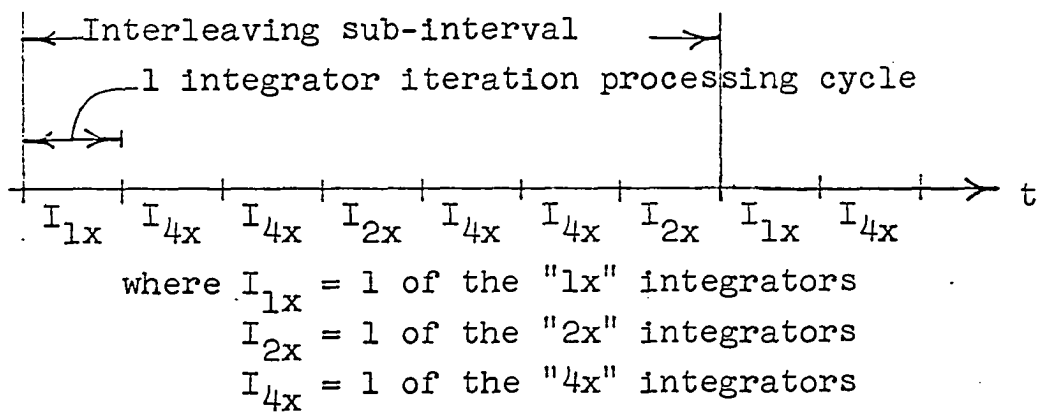 Interleaving sub-interval
1 integrator iteration processing cycle
t
I1x I4x I4x I2x I4x I4x I2x I1x I4x
where I1x = 1 of the "1x" integrators
I2x = 1 of the "2x" integrators
I4x = 1 of the "4x" integrators